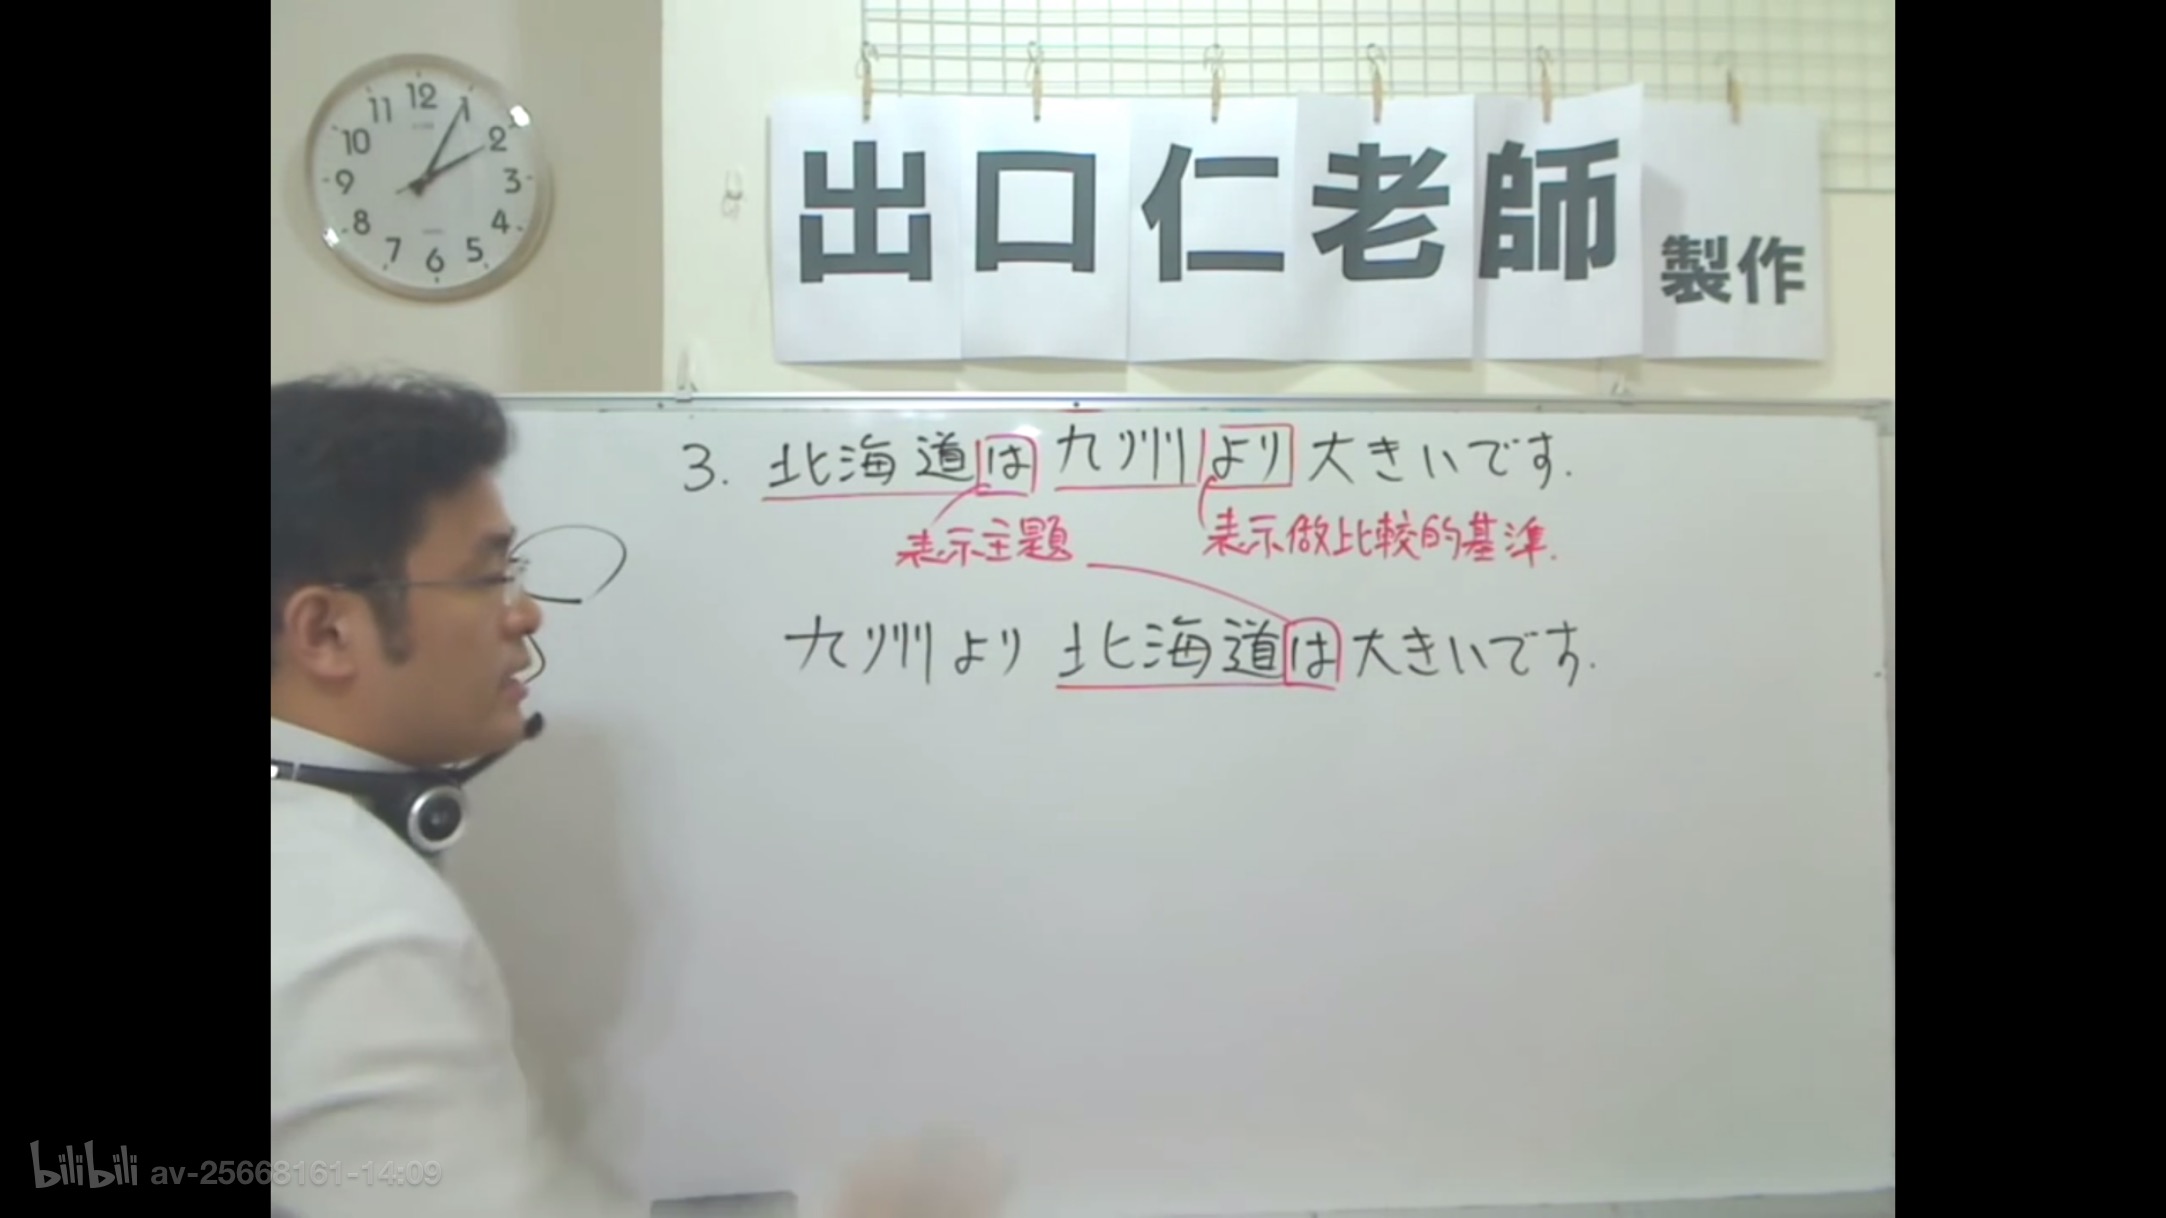 12
1
2
3
4
5
6
7
8
9
10
11
出口仁老師 製作
3. 北海道は 九州より 大きいです.
表示主題 表示做比較的基準.
九州より 北海道は大きいです.
bilibili av-25668161-14:09